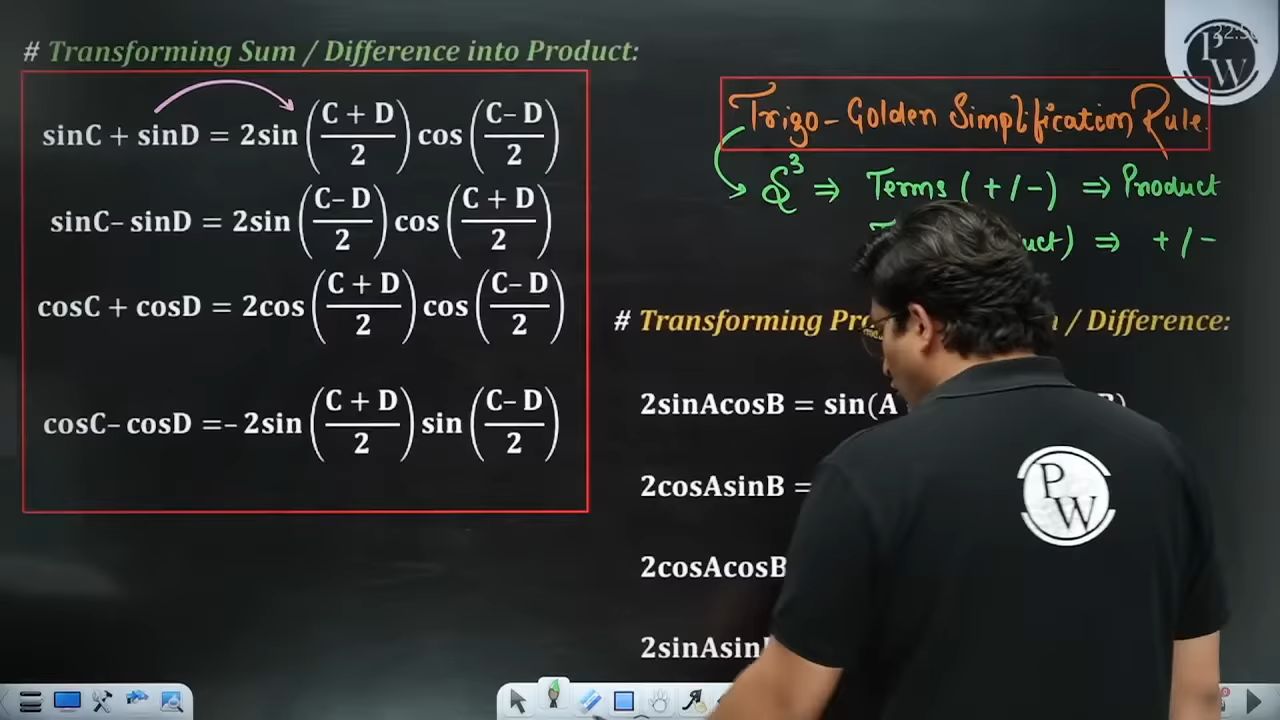 # Transforming Sum / Difference into Product:
sinC + sinD = 2sin ((C + D)/2) cos ((C– D)/2)
sinC– sinD = 2sin ((C– D)/2) cos ((C + D)/2)
cosC + cosD = 2cos ((C + D)/2) cos ((C– D)/2)
cosC– cosD =– 2sin ((C + D)/2) sin ((C– D)/2)
PW
Trigo – Golden Simplification Rule.
⇒ Terms ( + / – ) ⇒ Product
⇒ + / –
# Transforming / Difference:
2sinAcosB = sin(A
2cosAsinB =
2cosAcosB
2sinAsin
PW